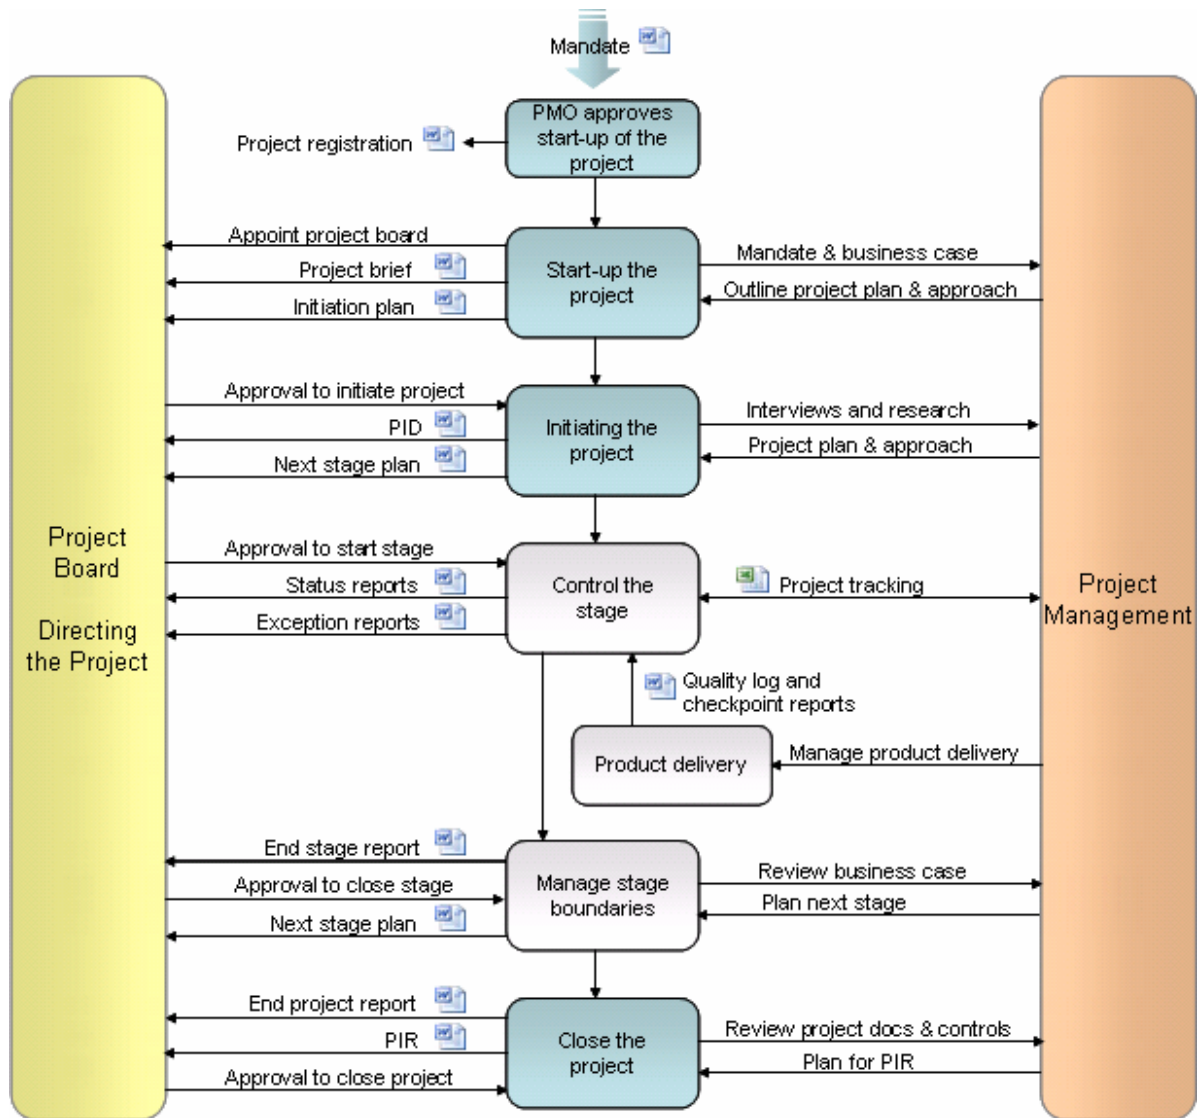 Mandate
PMO approves
start-up of the
project
Project registration
Appoint project board
Project brief
Initiation plan
Start-up the
project
Mandate & business case
Outline project plan & approach
Approval to initiate project
PID
Next stage plan
Initiating the
project
Interviews and research
Project plan & approach
Project
Board
Directing
the Project
Approval to start stage
Status reports
Exception reports
Control the
stage
Project tracking
Project
Management
Quality log and
checkpoint reports
Product delivery
Manage product delivery
End stage report
Approval to close stage
Next stage plan
Manage stage
boundaries
Review business case
Plan next stage
End project report
PIR
Approval to close project
Close the
project
Review project docs & controls
Plan for PIR